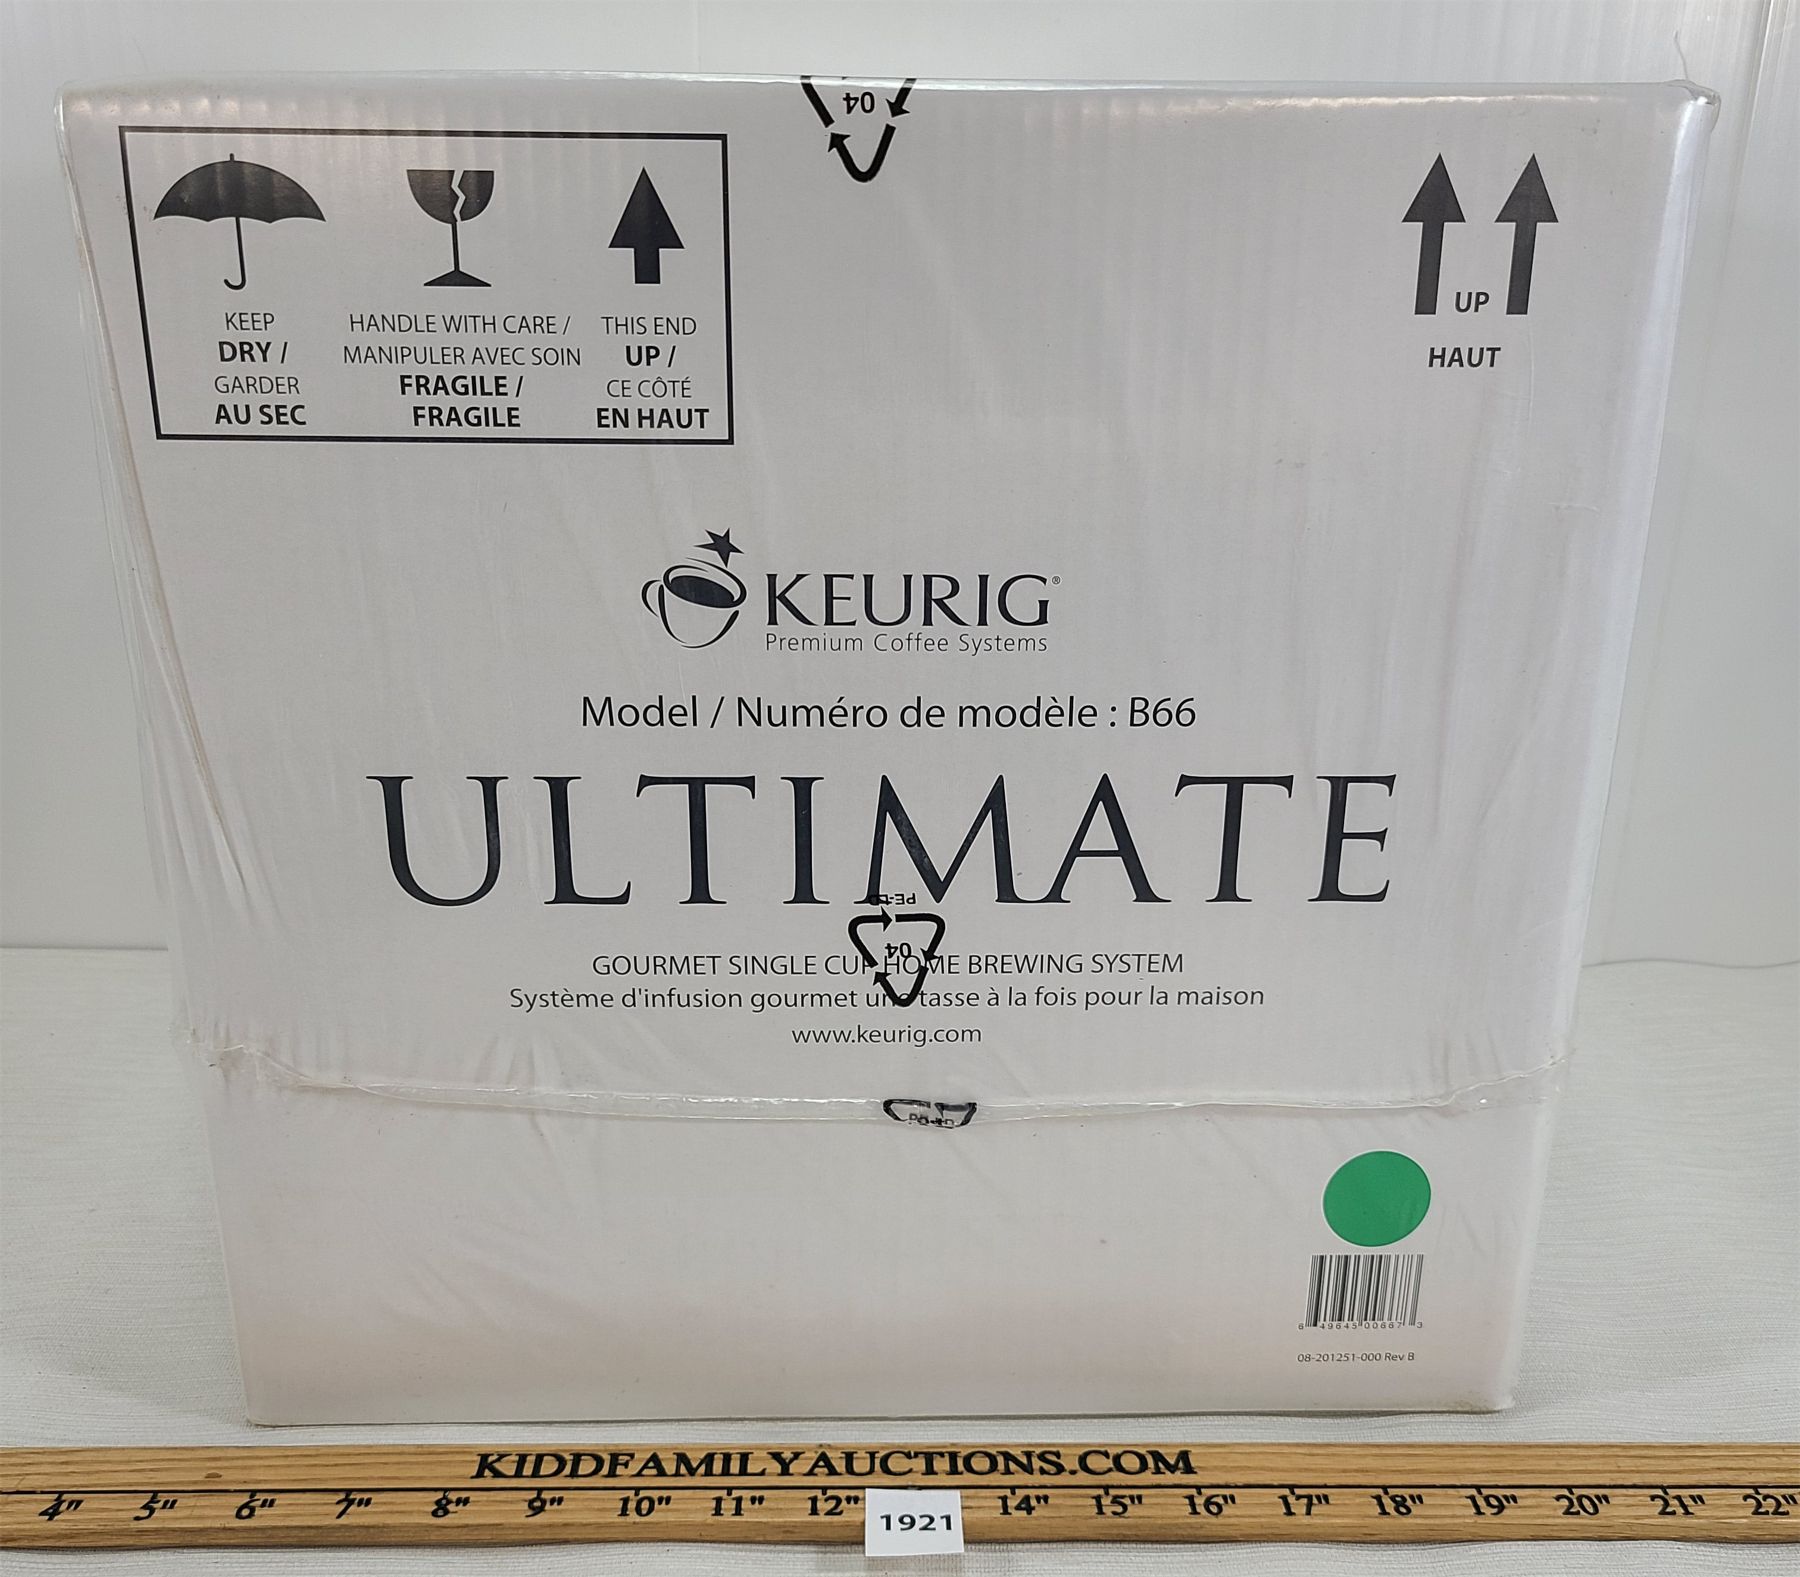 04
KEEP
DRY /
GARDER
AU SEC
HANDLE WITH CARE /
MANIPULER AVEC SOIN
FRAGILE /
FRAGILE
THIS END
UP /
CE CÔTÉ
EN HAUT
UP
HAUT
KEURIG®
Premium Coffee Systems
Model / Numéro de modèle : B66
ULTIMATE
04
GOURMET SINGLE CUP HOME BREWING SYSTEM
Système d'infusion gourmet une tasse à la fois pour la maison
www.keurig.com
6 49645 00667 3
08-201251-000 Rev B
KIDDFAMILYAUCTIONS.COM
4" 5" 6" 7" 8" 9" 10" 11" 12" 14" 15" 16" 17" 18" 19" 20" 21" 22"
1921